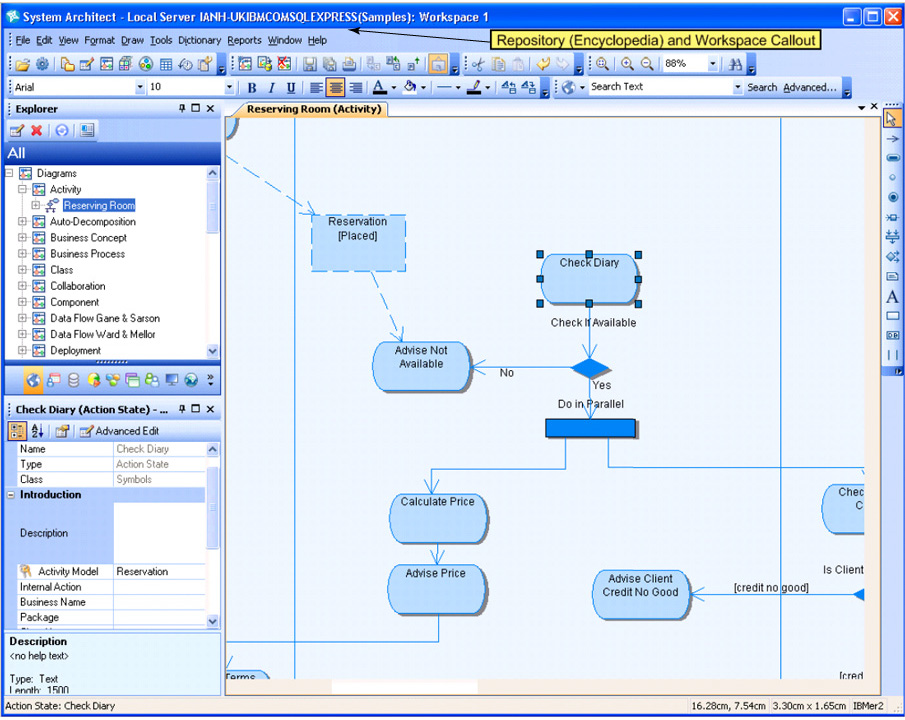 System Architect - Local Server IANH-UKIBMCOMSQLEXPRESS(Samples): Workspace 1
File Edit View Format Draw Tools Dictionary Reports Window Help
Repository (Encyclopedia) and Workspace Callout
88%
Arial 10 B I U A Search Text Search Advanced...
Explorer
Reserving Room (Activity)
All
Diagrams
Activity
Reserving Room
Auto-Decomposition
Business Concept
Business Process
Class
Collaboration
Component
Data Flow Gane & Sarson
Data Flow Ward & Mellor
Deployment
Check Diary (Action State) - ...
Advanced Edit
Name Check Diary
Type Action State
Class Symbols
Introduction
Description
Activity Model Reservation
Internal Action
Business Name
Package
Description
<no help text>
Type: Text
Length: 1500
Reservation
[Placed]
Check Diary
Check If Available
Advise Not
Available
No
Yes
Do in Parallel
Calculate Price
Advise Price
Chec
C
Is Client
Advise Client
Credit No Good
[credit no good]
Terms
[cred
A
Action State: Check Diary
16.28cm, 7.54cm 3.30cm x 1.65cm IBMer2